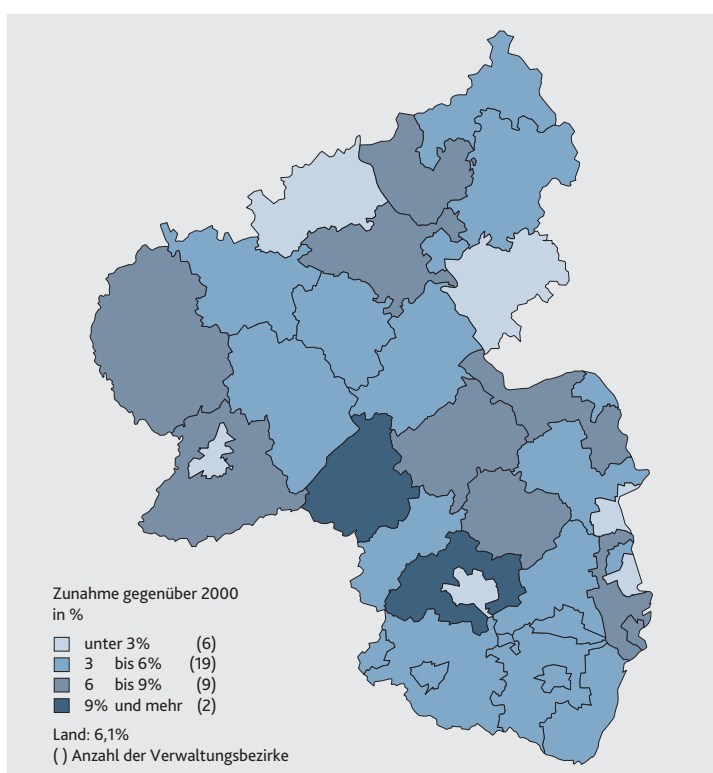 Zunahme gegenüber 2000
in %
unter 3% (6)
3 bis 6% (19)
6 bis 9% (9)
9% und mehr (2)
Land: 6,1%
( ) Anzahl der Verwaltungsbezirke